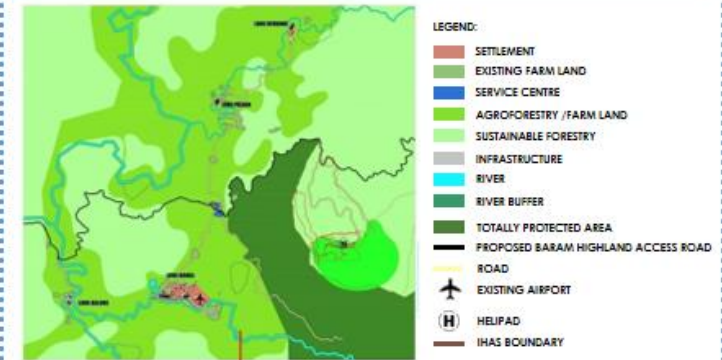 LEGEND:
SETTLEMENT
EXISTING FARM LAND
SERVICE CENTRE
AGROFORESTRY /FARM LAND
SUSTAINABLE FORESTRY
INFRASTRUCTURE
RIVER
RIVER BUFFER
TOTALLY PROTECTED AREA
PROPOSED BARAM HIGHLAND ACCESS ROAD
ROAD
EXISTING AIRPORT
H HELIPAD
IHAS BOUNDARY